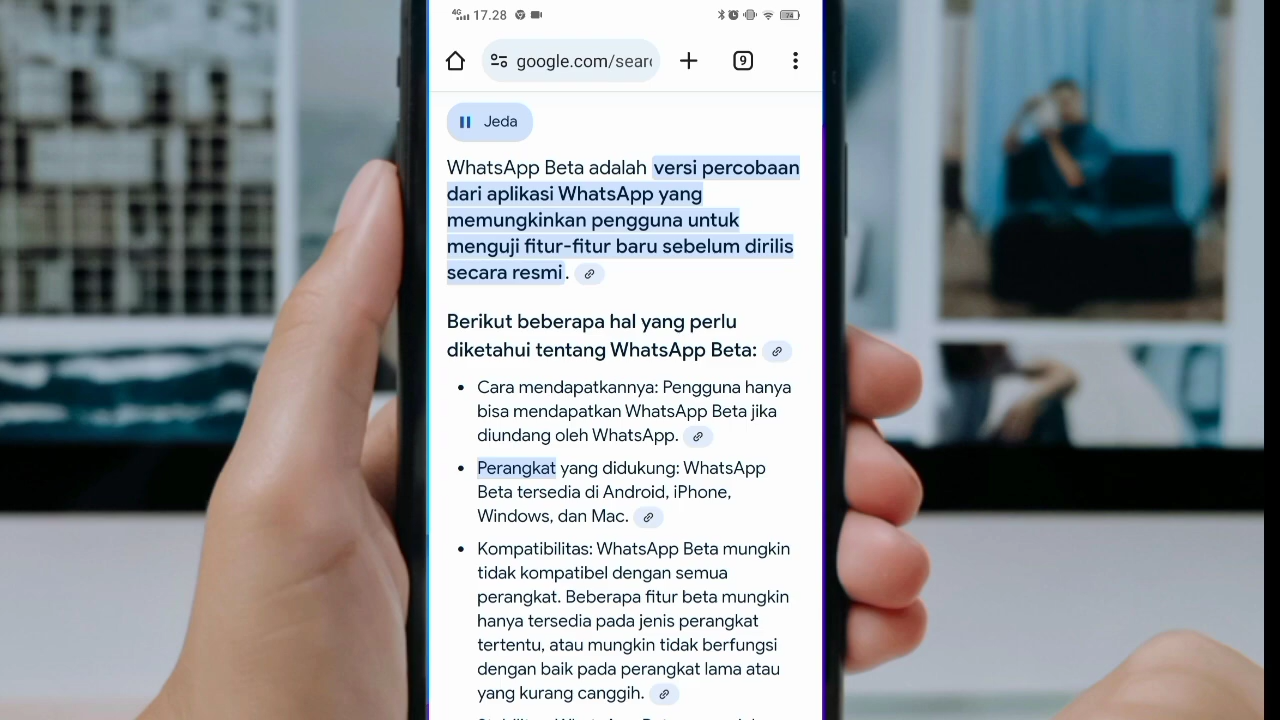 4G 17.28 74
google.com/sear
9
Jeda
WhatsApp Beta adalah versi percobaan
dari aplikasi WhatsApp yang
memungkinkan pengguna untuk
menguji fitur-fitur baru sebelum dirilis
secara resmi.
Berikut beberapa hal yang perlu
diketahui tentang WhatsApp Beta:
• Cara mendapatkannya: Pengguna hanya
bisa mendapatkan WhatsApp Beta jika
diundang oleh WhatsApp.
• Perangkat yang didukung: WhatsApp
Beta tersedia di Android, iPhone,
Windows, dan Mac.
• Kompatibilitas: WhatsApp Beta mungkin
tidak kompatibel dengan semua
perangkat. Beberapa fitur beta mungkin
hanya tersedia pada jenis perangkat
tertentu, atau mungkin tidak berfungsi
dengan baik pada perangkat lama atau
yang kurang canggih.